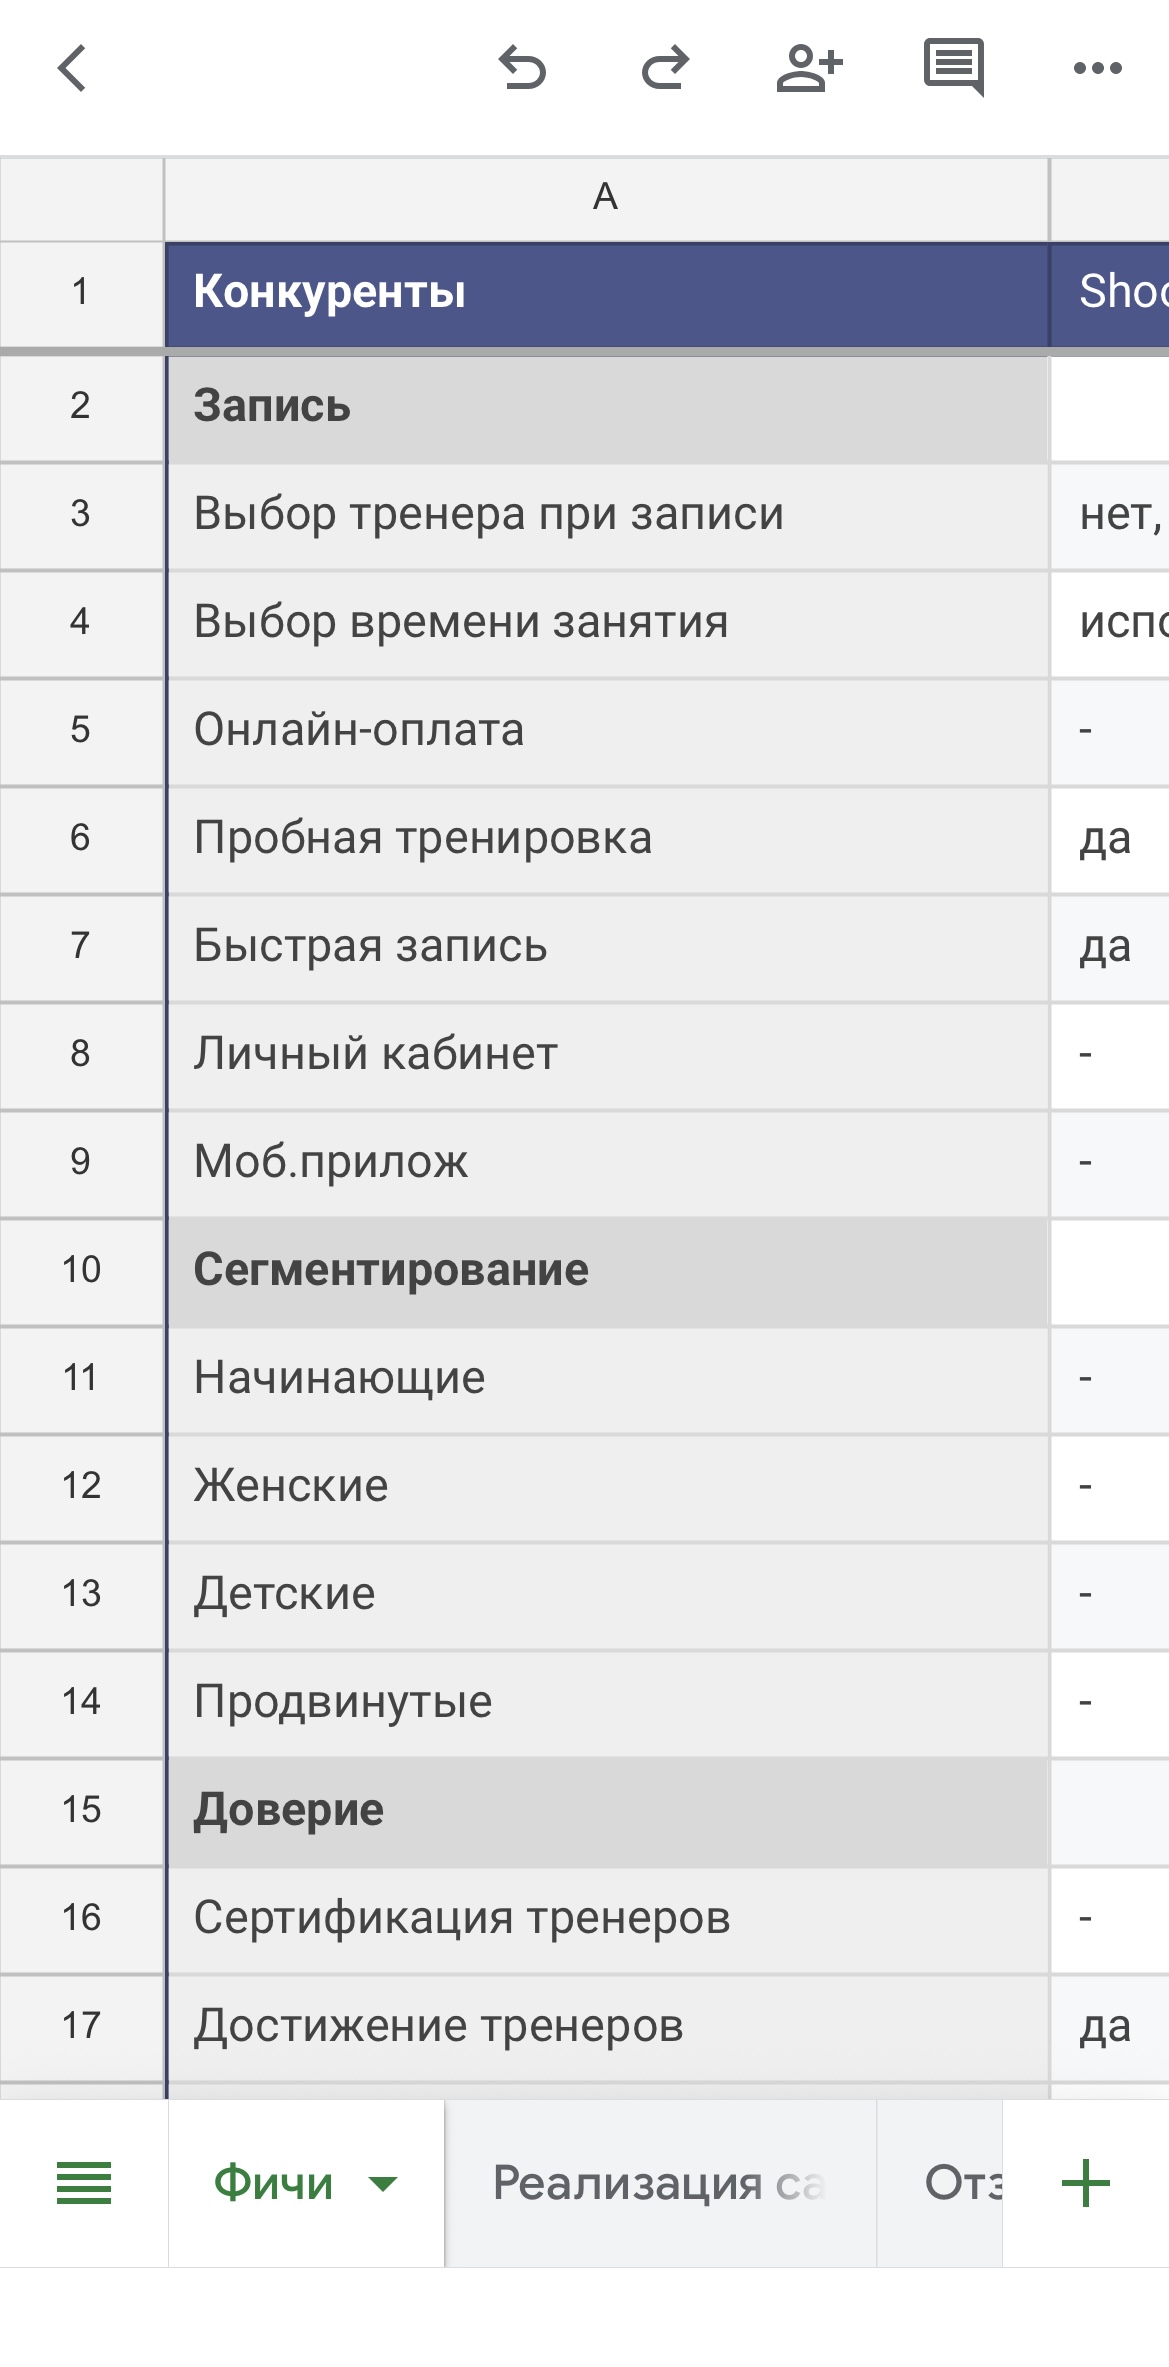 A
1 Конкуренты
2 Запись
3 Выбор тренера при записи нет,
4 Выбор времени занятия
5 Онлайн-оплата -
6 Пробная тренировка да
7 Быстрая запись да
8 Личный кабинет -
9 Моб.прилож -
10 Сегментирование
11 Начинающие -
12 Женские -
13 Детские -
14 Продвинутые -
15 Доверие
16 Сертификация тренеров -
17 Достижение тренеров да
Фичи Реализация